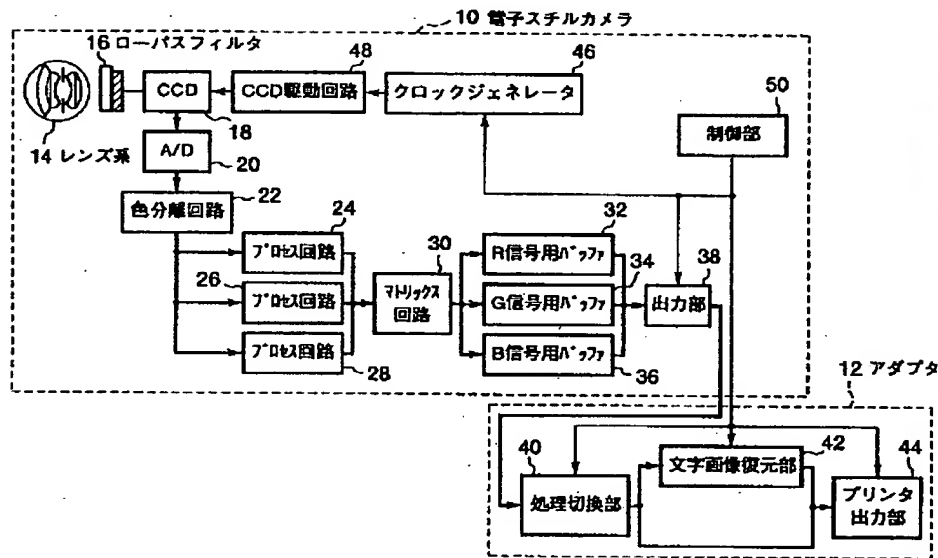 10 電子スチルカメラ
16 ローパスフィルタ
48
46
CCD
CCD駆動回路
クロックジェネレータ
50
18
制御部
14 レンズ系
A/D
20
22
色分離回路
24
32
プロセス回路
R信号用バッファ
30
34
38
26
プロセス回路
マトリックス
回路
G信号用バッファ
出力部
プロセス回路
B信号用バッファ
28
36
12 アダプタ
42
40
文字画像復元部
44
処理切換部
プリンタ
出力部